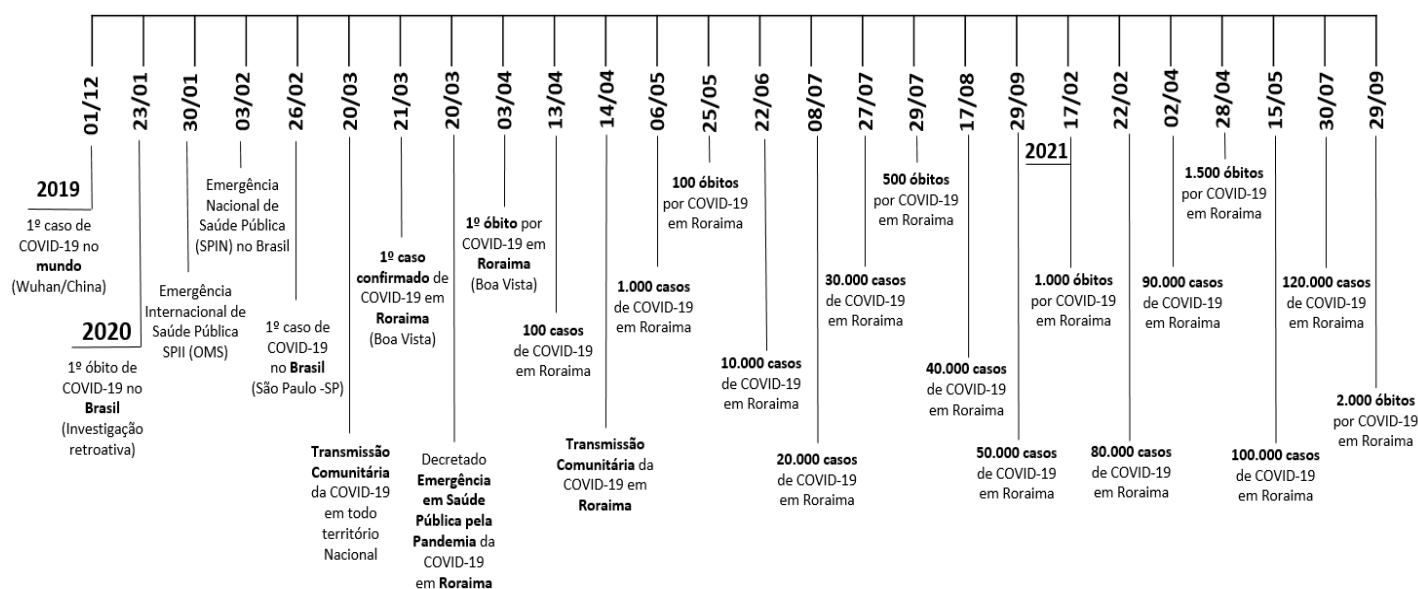 01/12
23/01
30/01
03/02
26/02
20/03
21/03
20/03
03/04
13/04
14/04
06/05
25/05
22/06
08/07
27/07
29/07
17/08
29/09
17/02
22/02
02/04
28/04
15/05
30/07
29/09
2019
1º caso de
COVID-19 no
mundo
(Wuhan/China)
2020
1º óbito de
COVID-19 no
Brasil
(Investigação
retroativa)
Emergência
Internacional de
Saúde Pública
SPII (OMS)
Emergência
Nacional de
Saúde Pública
(SPIN) no Brasil
1º caso de
COVID-19
no Brasil
(São Paulo -SP)
Transmissão
Comunitária
da COVID-19
em todo
território
Nacional
1º caso
confirmado de
COVID-19 em
Roraima
(Boa Vista)
Decretado
Emergência
em Saúde
Pública pela
Pandemia da
COVID-19
em Roraima
1º óbito por
COVID-19 em
Roraima
(Boa Vista)
100 casos
de COVID-19
em Roraima
Transmissão
Comunitária da
COVID-19 em
Roraima
1.000 casos
de COVID-19
em Roraima
100 óbitos
por COVID-19
em Roraima
10.000 casos
de COVID-19
em Roraima
20.000 casos
de COVID-19
em Roraima
30.000 casos
de COVID-19
em Roraima
500 óbitos
por COVID-19
em Roraima
40.000 casos
de COVID-19
em Roraima
50.000 casos
de COVID-19
em Roraima
2021
1.000 óbitos
por COVID-19
em Roraima
80.000 casos
de COVID-19
em Roraima
90.000 casos
de COVID-19
em Roraima
1.500 óbitos
por COVID-19
em Roraima
100.000 casos
de COVID-19
em Roraima
120.000 casos
de COVID-19
em Roraima
2.000 óbitos
por COVID-19
em Roraima